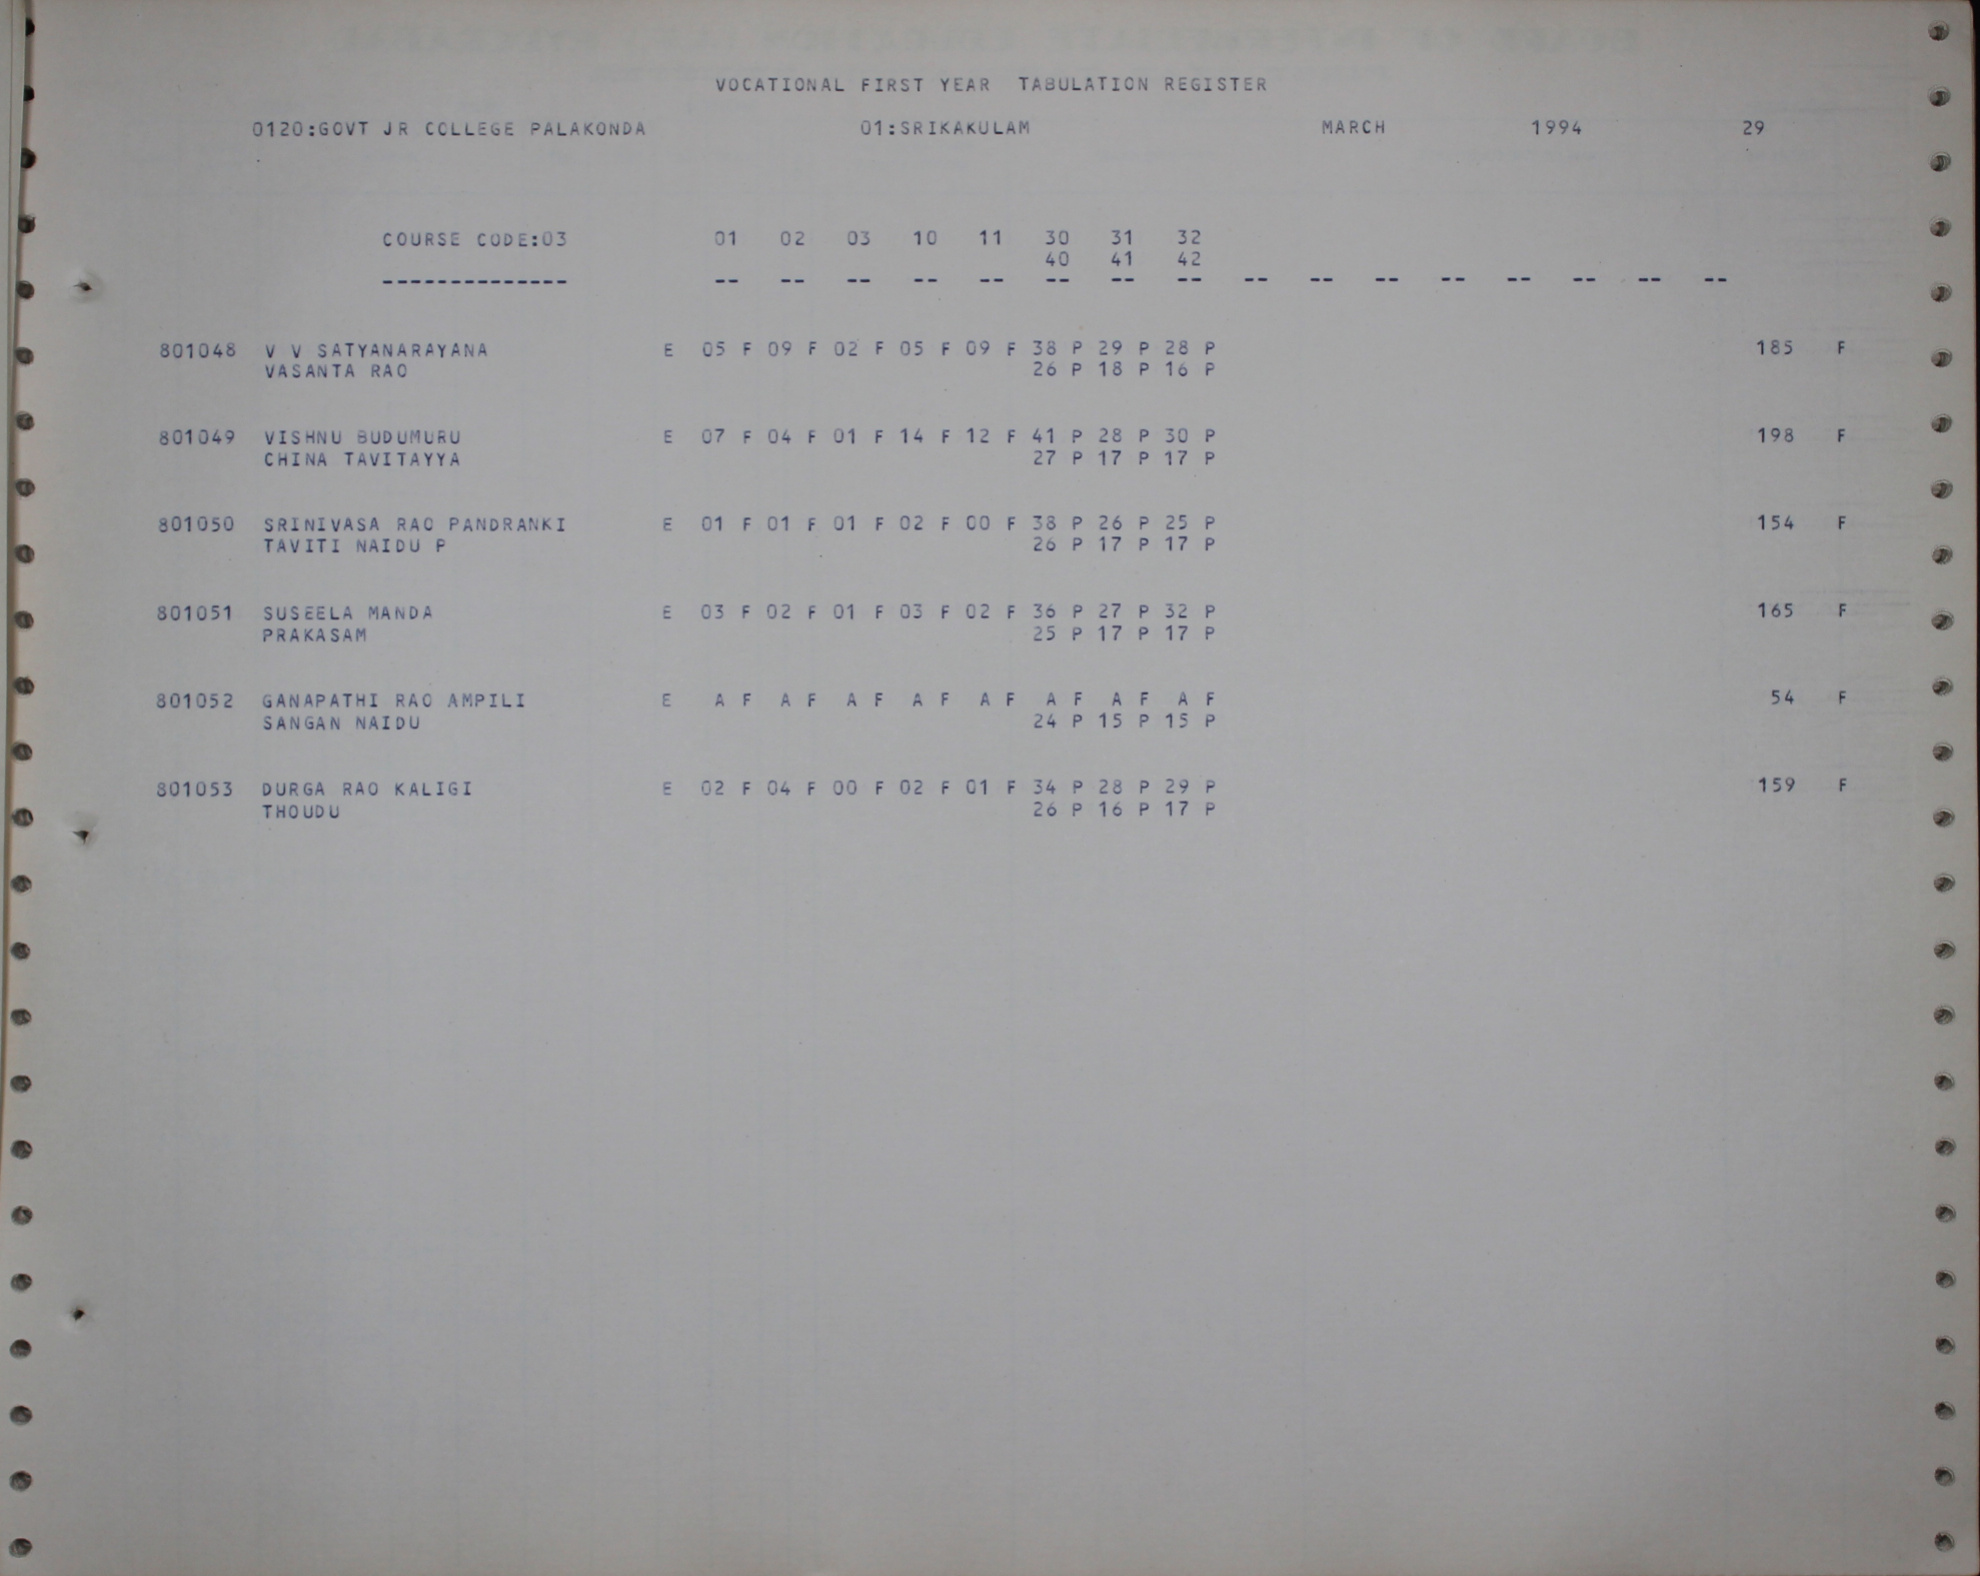 VOCATIONAL FIRST YEAR TABULATION REGISTER
0120:GOVT JR COLLEGE PALAKONDA 01:SRIKAKULAM MARCH 1994 29
COURSE CODE:03 01 02 03 10 11 30 31 32
40 41 42
-------------- -- -- -- -- -- -- -- -- -- -- -- -- -- -- -- --
801048 V V SATYANARAYANA E 05 F 09 F 02 F 05 F 09 F 38 P 29 P 28 P 185 F
VASANTA RAO 26 P 18 P 16 P
801049 VISHNU BUDUMURU E 07 F 04 F 01 F 14 F 12 F 41 P 28 P 30 P 198 F
CHINA TAVITAYYA 27 P 17 P 17 P
801050 SRINIVASA RAO PANDRANKI E 01 F 01 F 01 F 02 F 00 F 38 P 26 P 25 P 154 F
TAVITI NAIDU P 26 P 17 P 17 P
801051 SUSEELA MANDA E 03 F 02 F 01 F 03 F 02 F 36 P 27 P 32 P 165 F
PRAKASAM 25 P 17 P 17 P
801052 GANAPATHI RAO AMPILI E A F A F A F A F A F A F A F A F 54 F
SANGAN NAIDU 24 P 15 P 15 P
801053 DURGA RAO KALIGI E 02 F 04 F 00 F 02 F 01 F 34 P 28 P 29 P 159 F
THOUDU 26 P 16 P 17 P